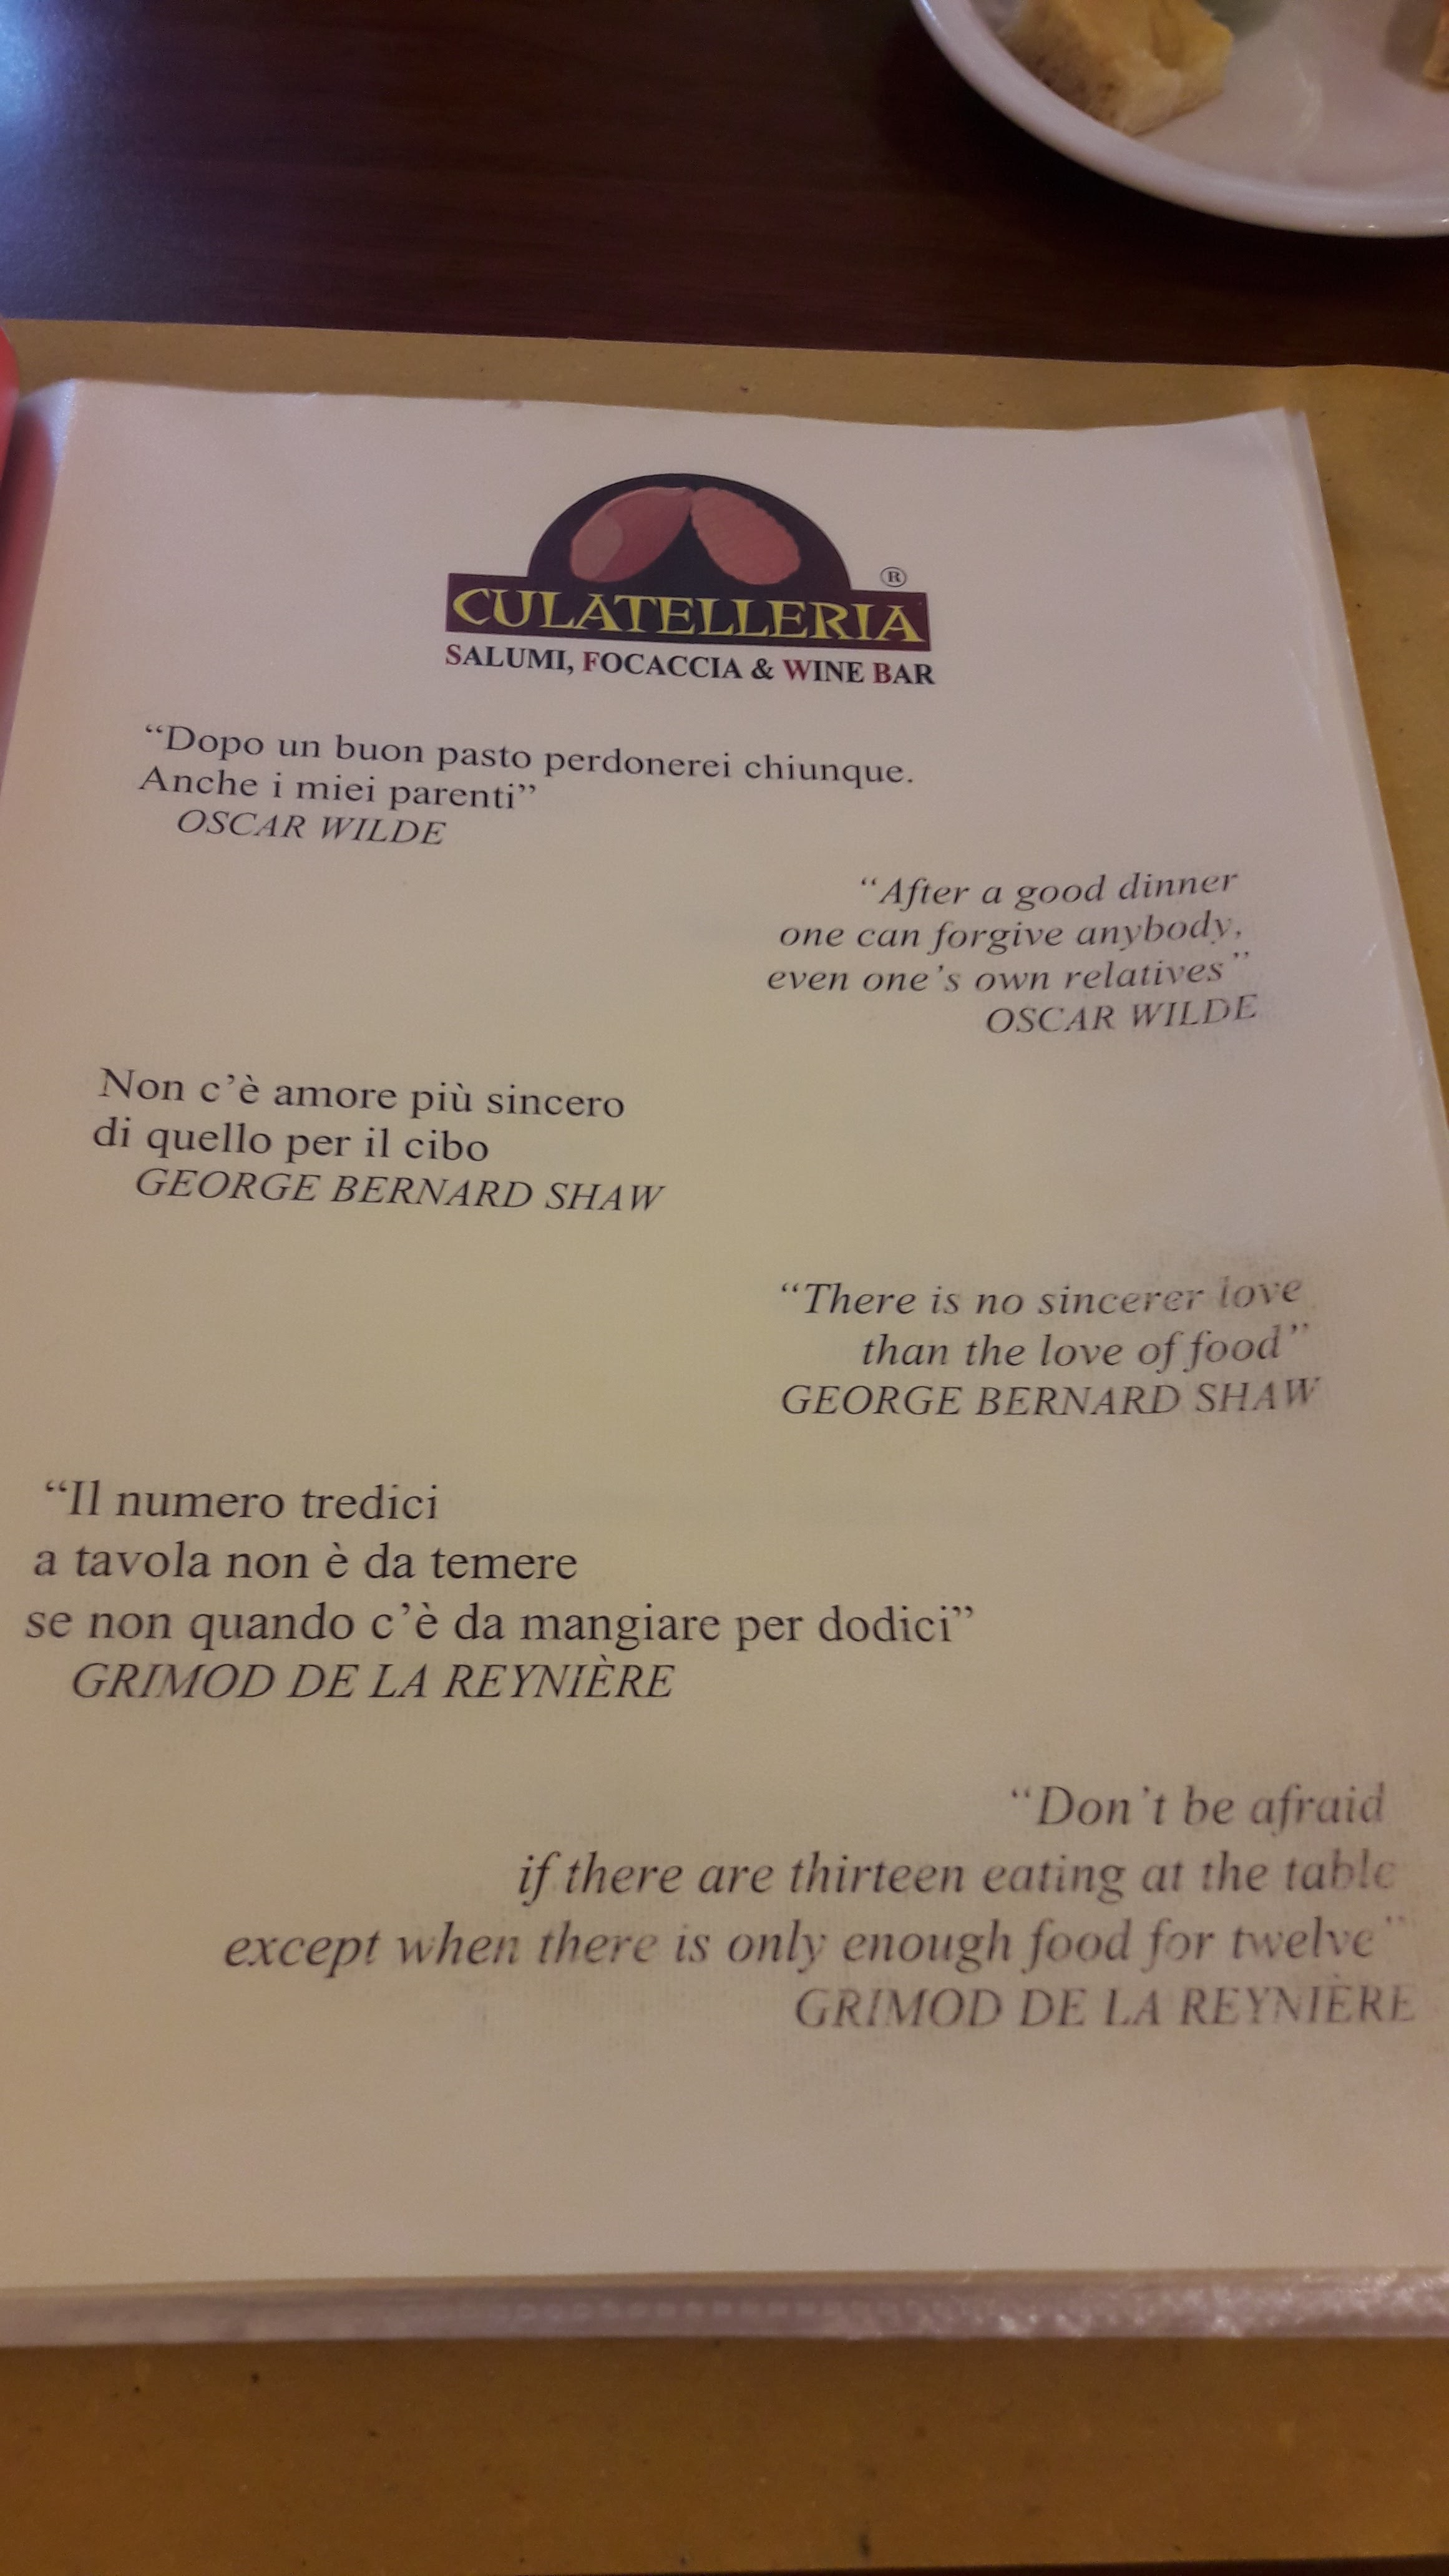 ®
CULATELLERIA
SALUMI, FOCACCIA & WINE BAR
“Dopo un buon pasto perdonerei chiunque.
Anche i miei parenti”
OSCAR WILDE
“After a good dinner
one can forgive anybody,
even one’s own relatives”
OSCAR WILDE
Non c’è amore più sincero
di quello per il cibo
GEORGE BERNARD SHAW
“There is no sincerer love
than the love of food”
GEORGE BERNARD SHAW
“Il numero tredici
a tavola non è da temere
se non quando c’è da mangiare per dodici”
GRIMOD DE LA REYNIÈRE
“Don’t be afraid
if there are thirteen eating at the table
except when there is only enough food for twelve”
GRIMOD DE LA REYNIÈRE